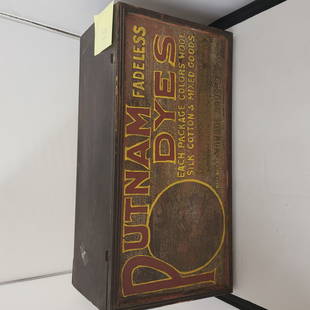 PUTNAM FADELESS
DYES
EACH PACKAGE COLORS WOOL
SILK COTTON & MIXED GOODS